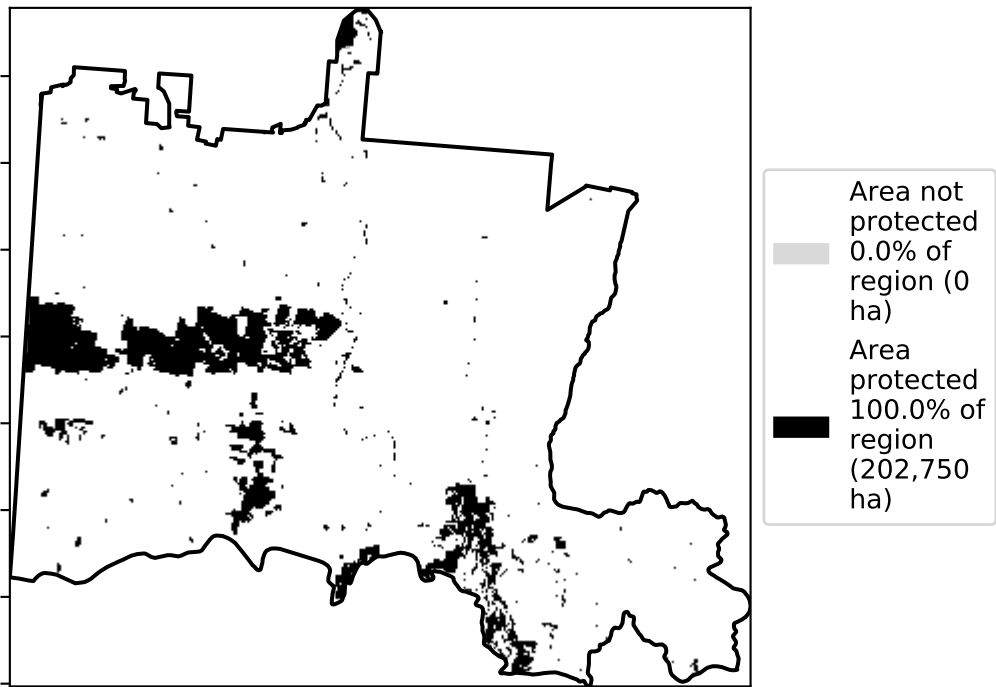 Area not
protected
0.0% of
region (0
ha)
Area
protected
100.0% of
region
(202,750
ha)